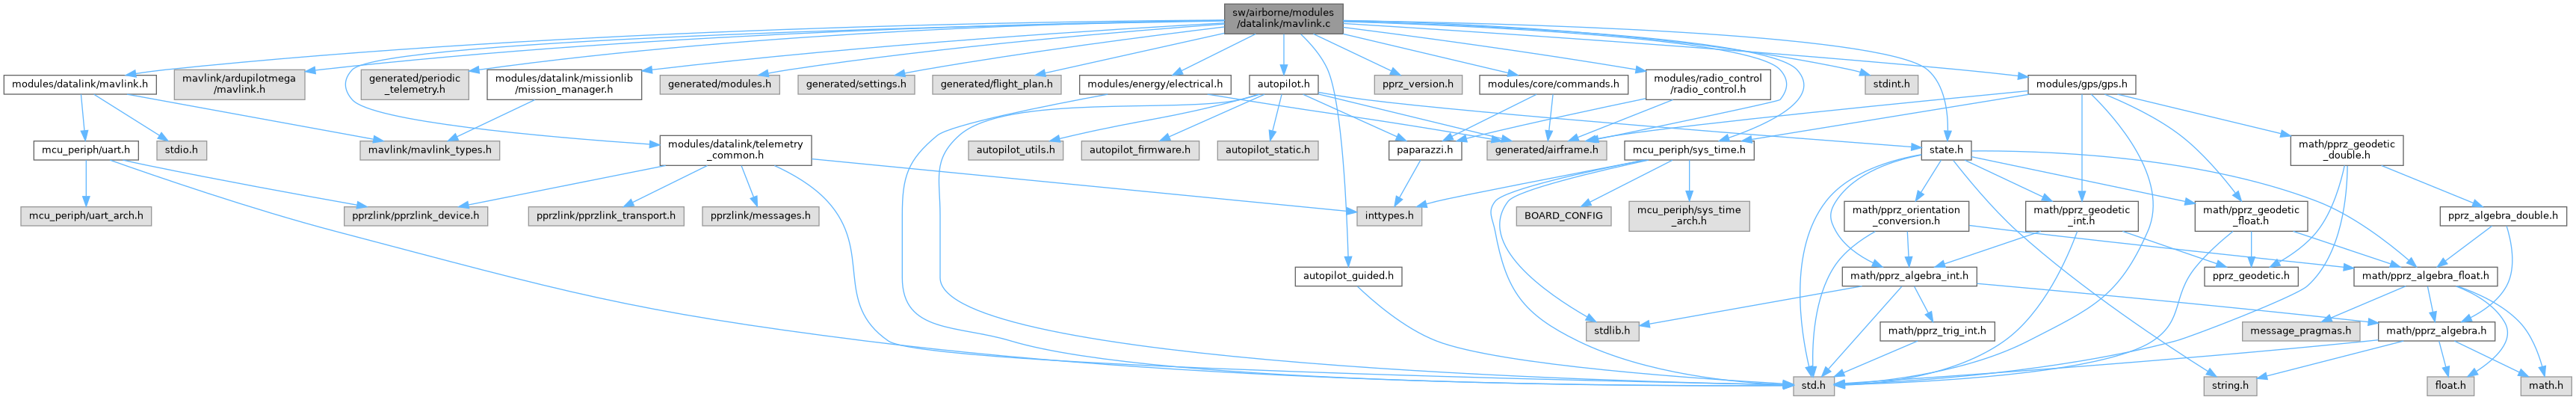 sw/airborne/modules
/datalink/mavlink.c
modules/datalink/mavlink.h
mavlink/ardupilotmega
/mavlink.h
generated/periodic
_telemetry.h
modules/datalink/missionlib
/mission_manager.h
generated/modules.h
generated/settings.h
generated/flight_plan.h
modules/energy/electrical.h
autopilot.h
pprz_version.h
modules/core/commands.h
modules/radio_control
/radio_control.h
stdint.h
modules/gps/gps.h
mcu_periph/uart.h
stdio.h
mavlink/mavlink_types.h
modules/datalink/telemetry
_common.h
autopilot_utils.h
autopilot_firmware.h
autopilot_static.h
paparazzi.h
generated/airframe.h
mcu_periph/sys_time.h
state.h
math/pprz_geodetic
_double.h
mcu_periph/uart_arch.h
pprzlink/pprzlink_device.h
pprzlink/pprzlink_transport.h
pprzlink/messages.h
inttypes.h
BOARD_CONFIG
mcu_periph/sys_time
_arch.h
math/pprz_orientation
_conversion.h
math/pprz_geodetic
_int.h
math/pprz_geodetic
_float.h
pprz_algebra_double.h
autopilot_guided.h
math/pprz_algebra_int.h
pprz_geodetic.h
math/pprz_algebra_float.h
stdlib.h
math/pprz_trig_int.h
message_pragmas.h
math/pprz_algebra.h
std.h
string.h
float.h
math.h